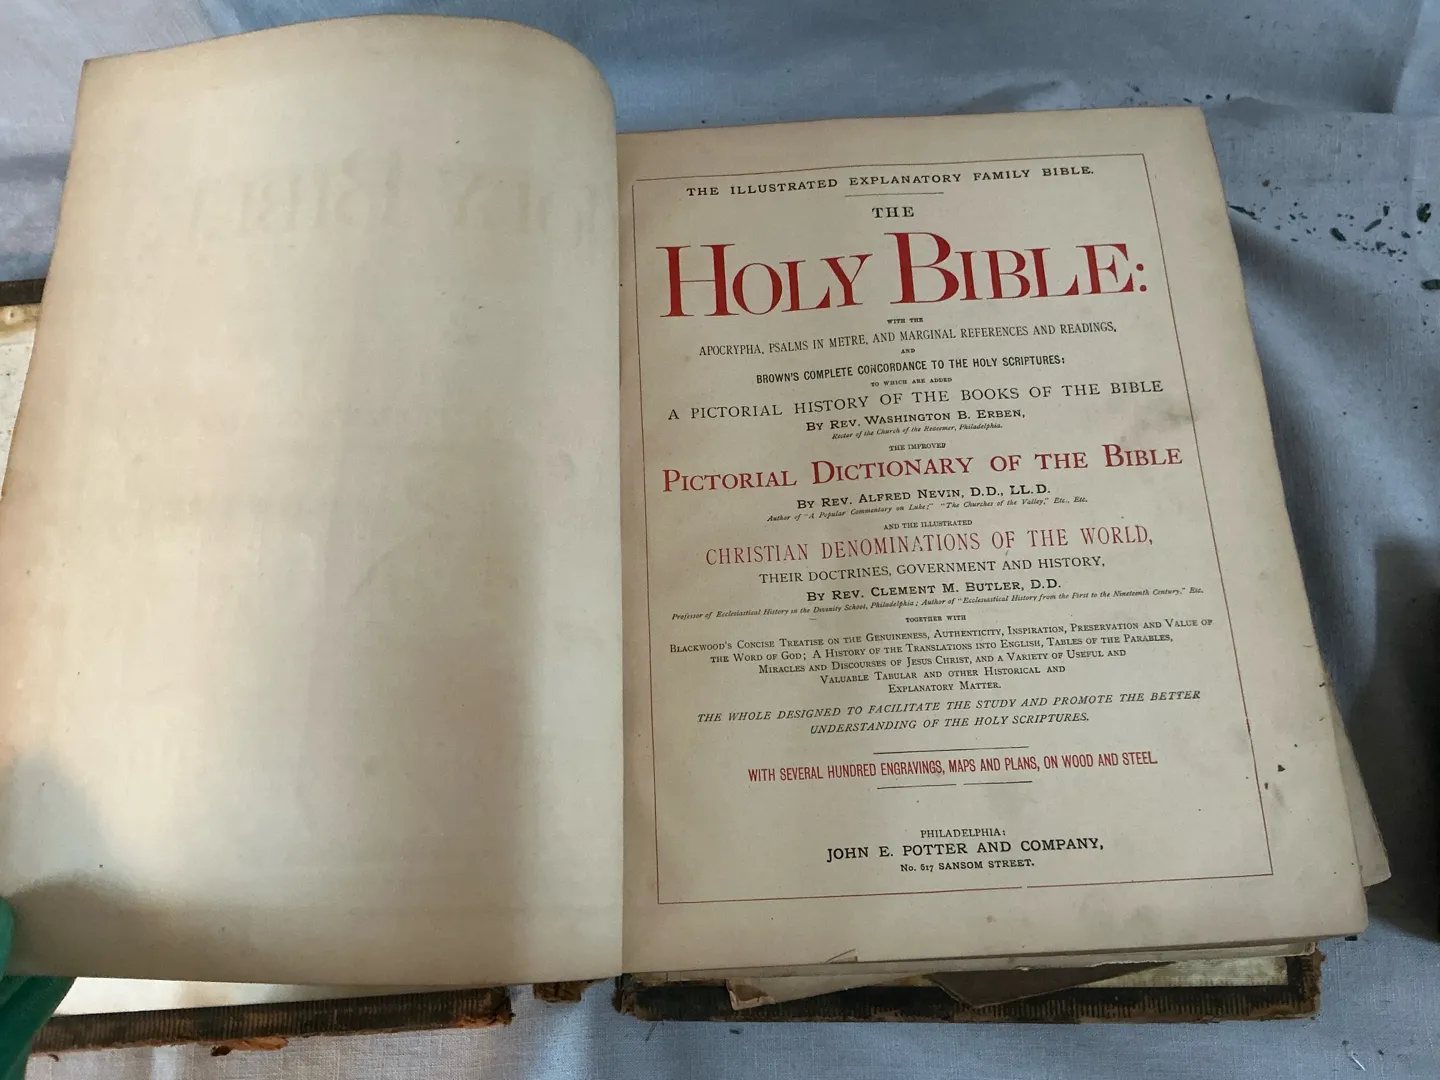 THE ILLUSTRATED EXPLANATORY FAMILY BIBLE.
THE
HOLY BIBLE:
WITH THE
APOCRYPHA, PSALMS IN METRE, AND MARGINAL REFERENCES AND READINGS,
AND
BROWN'S COMPLETE CONCORDANCE TO THE HOLY SCRIPTURES;
TO WHICH ARE ADDED
A PICTORIAL HISTORY OF THE BOOKS OF THE BIBLE
BY REV. WASHINGTON B. ERBEN,
Rector of the Church of the Redeemer, Philadelphia.
THE IMPROVED
PICTORIAL DICTIONARY OF THE BIBLE
BY REV. ALFRED NEVIN, D.D., LL.D.
Author of "A Popular Commentary on Luke;" "The Churches of the Valley," Etc., Etc.
AND THE ILLUSTRATED
CHRISTIAN DENOMINATIONS OF THE WORLD,
THEIR DOCTRINES, GOVERNMENT AND HISTORY,
BY REV. CLEMENT M. BUTLER, D.D.
Professor of Ecclesiastical History in the Devinity School, Philadelphia; Author of "Ecclesiastical History from the First to the Nineteenth Century," Etc.
TOGETHER WITH
BLACKWOOD'S CONCISE TREATISE ON THE GENUINENESS, AUTHENTICITY, INSPIRATION, PRESERVATION AND VALUE OF
THE WORD OF GOD; A HISTORY OF THE TRANSLATIONS INTO ENGLISH, TABLES OF THE PARABLES,
MIRACLES AND DISCOURSES OF JESUS CHRIST, AND A VARIETY OF USEFUL AND
VALUABLE TABULAR AND OTHER HISTORICAL AND
EXPLANATORY MATTER.
THE WHOLE DESIGNED TO FACILITATE THE STUDY AND PROMOTE THE BETTER
UNDERSTANDING OF THE HOLY SCRIPTURES.
WITH SEVERAL HUNDRED ENGRAVINGS, MAPS AND PLANS, ON WOOD AND STEEL.
PHILADELPHIA:
JOHN E. POTTER AND COMPANY,
No. 617 SANSOM STREET.